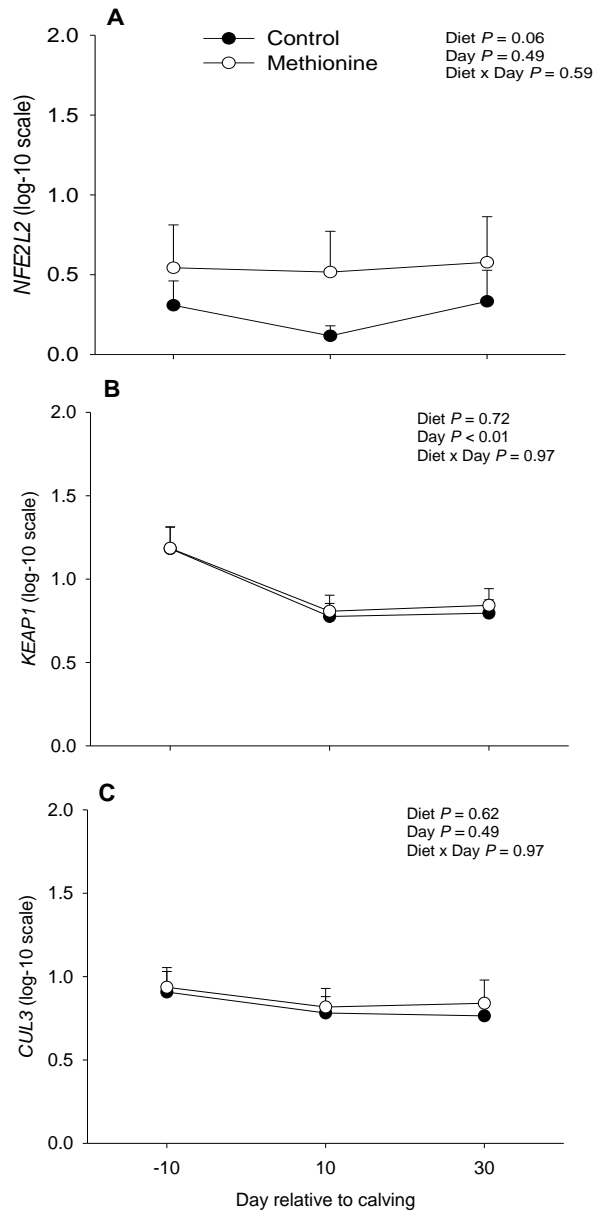 A
Control
Methionine
Diet P = 0.06
Day P = 0.49
Diet x Day P = 0.59
NFE2L2 (log-10 scale)
2.0
1.5
1.0
0.5
0.0
B
Diet P = 0.72
Day P < 0.01
Diet x Day P = 0.97
KEAP1 (log-10 scale)
2.0
1.5
1.0
0.5
0.0
C
Diet P = 0.62
Day P = 0.49
Diet x Day P = 0.97
CUL3 (log-10 scale)
2.0
1.5
1.0
0.5
0.0
-10 10 30
Day relative to calving